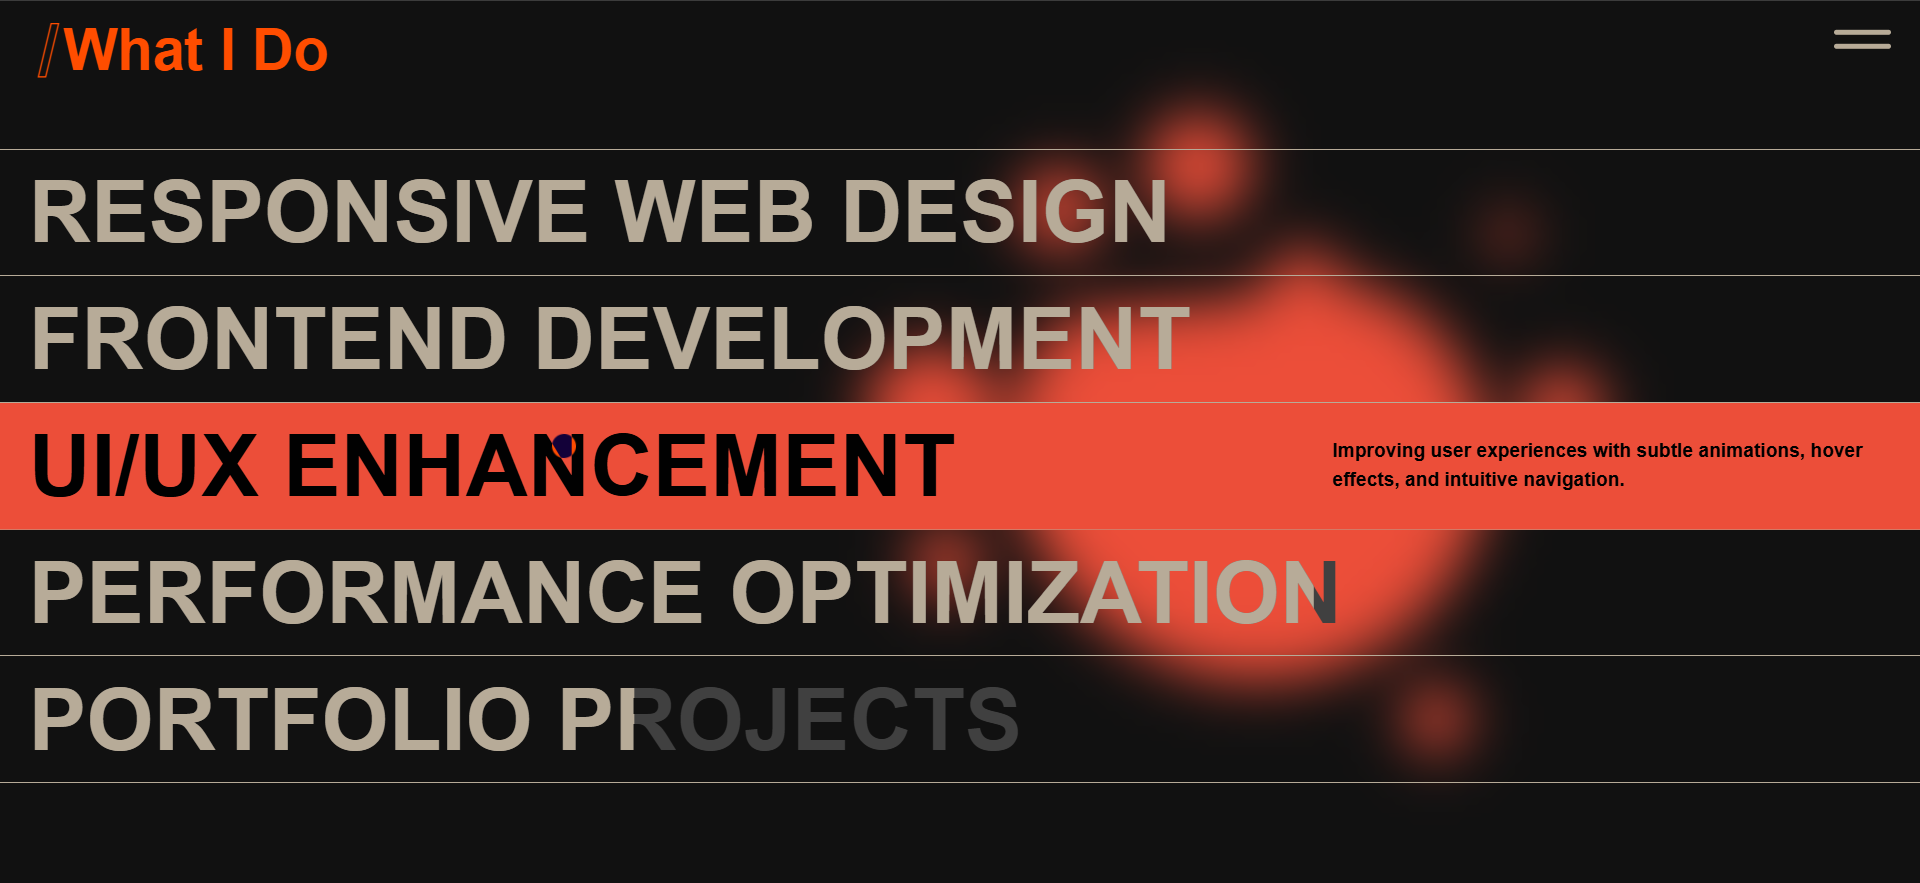 /What I Do
RESPONSIVE WEB DESIGN
FRONTEND DEVELOPMENT
UI/UX ENHANCEMENT
Improving user experiences with subtle animations, hover
effects, and intuitive navigation.
PERFORMANCE OPTIMIZATION
PORTFOLIO PROJECTS